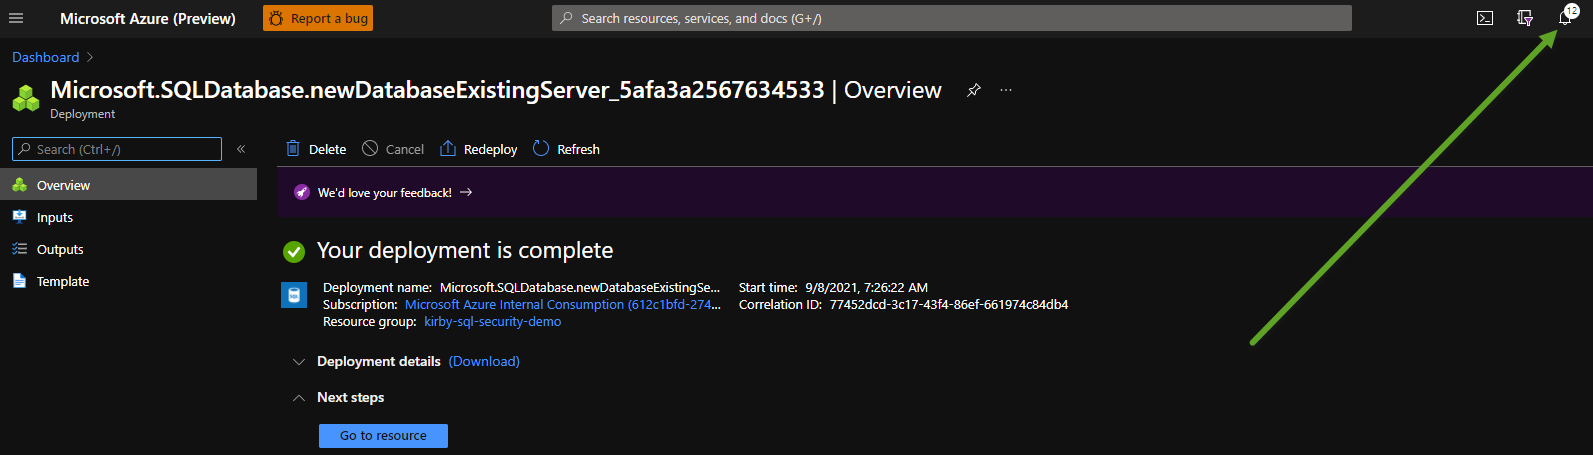 Microsoft Azure (Preview)
Report a bug
Search resources, services, and docs (G+/)
12
Dashboard
Microsoft.SQLDatabase.newDatabaseExistingServer_5afa3a2567634533 | Overview
Deployment
Search (Ctrl+/)
Delete
Cancel
Redeploy
Refresh
Overview
Inputs
Outputs
Template
We'd love your feedback!
Your deployment is complete
SQL
Deployment name: Microsoft.SQLDatabase.newDatabaseExistingSe...
Subscription: Microsoft Azure Internal Consumption (612c1bfd-274...
Resource group: kirby-sql-security-demo
Start time: 9/8/2021, 7:26:22 AM
Correlation ID: 77452dcd-3c17-43f4-86ef-661974c84db4
Deployment details (Download)
Next steps
Go to resource